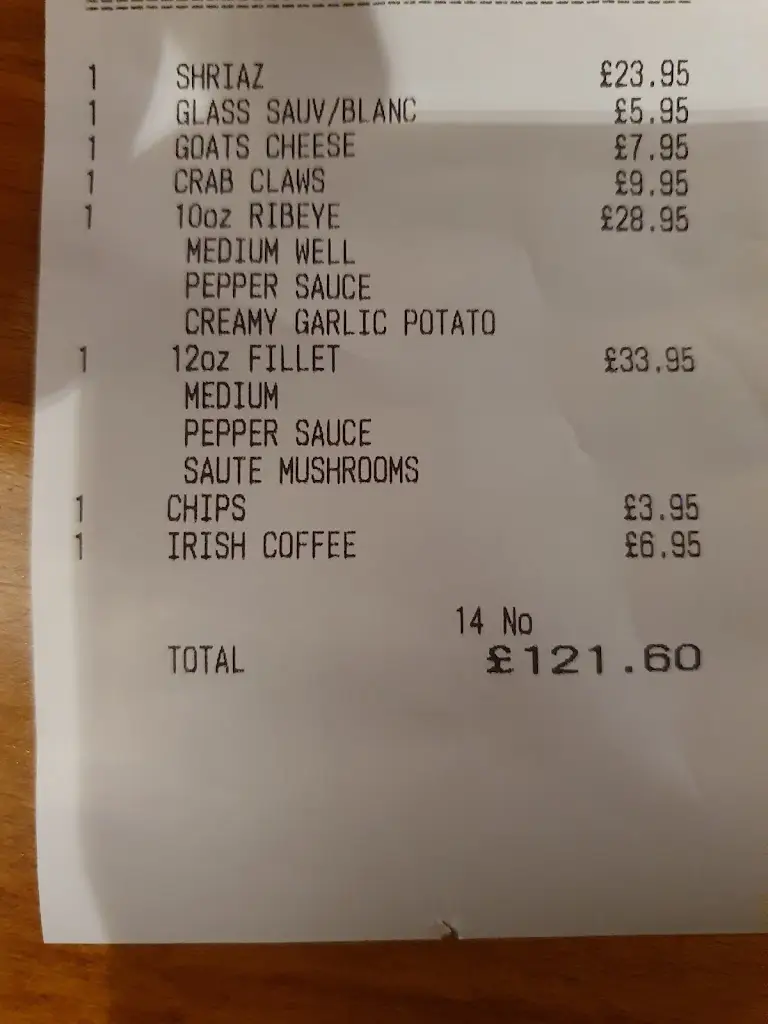 1 SHRIAZ £23.95
1 GLASS SAUV/BLANC £5.95
1 GOATS CHEESE £7.95
1 CRAB CLAWS £9.95
1 10oz RIBEYE £28.95
MEDIUM WELL
PEPPER SAUCE
CREAMY GARLIC POTATO
1 12oz FILLET £33.95
MEDIUM
PEPPER SAUCE
SAUTE MUSHROOMS
1 CHIPS £3.95
1 IRISH COFFEE £6.95
14 No
TOTAL £121.60